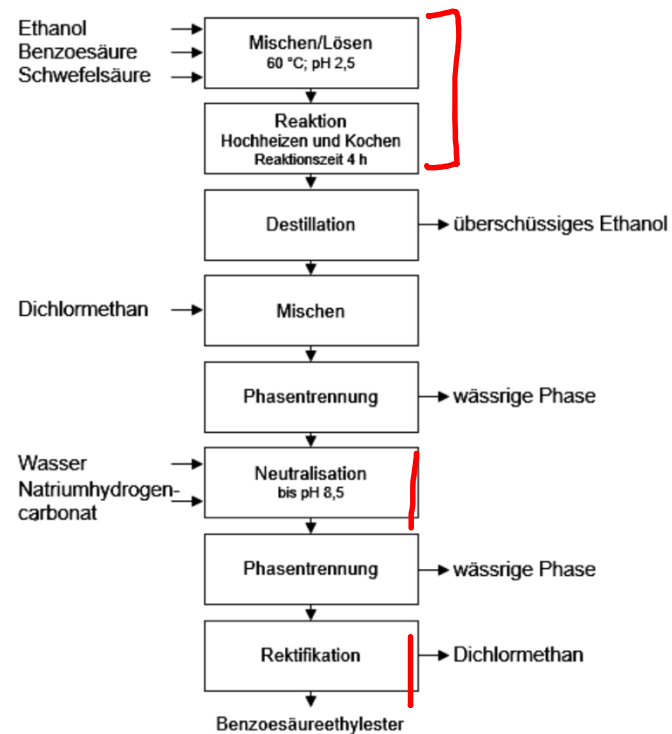 Ethanol
Benzoesäure
Schwefelsäure
Mischen/Lösen
60 °C; pH 2,5
Reaktion
Hochheizen und Kochen
Reaktionszeit 4 h
Destillation
überschüssiges Ethanol
Dichlormethan
Mischen
Phasentrennung
wässrige Phase
Wasser
Natriumhydrogen-
carbonat
Neutralisation
bis pH 8,5
Phasentrennung
wässrige Phase
Rektifikation
Dichlormethan
Benzoesäureethylester